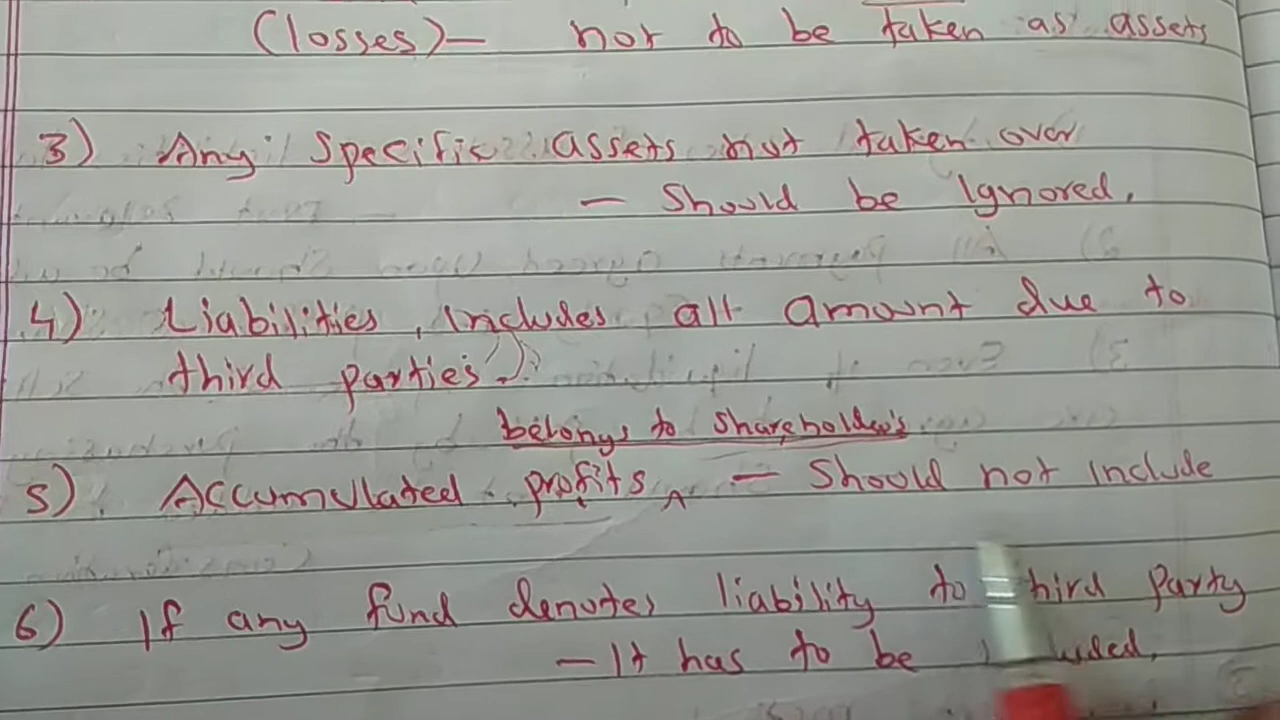 (losses) — not to be taken as assets
3) Any Specific assets not taken over
— Should be Ignored.
4) Liabilities, includes all amount due to
third parties.
belongs to shareholder's
5) Accumulated profits ^ — Should not include
6) If any fund denotes liability to third Party
— It has to be